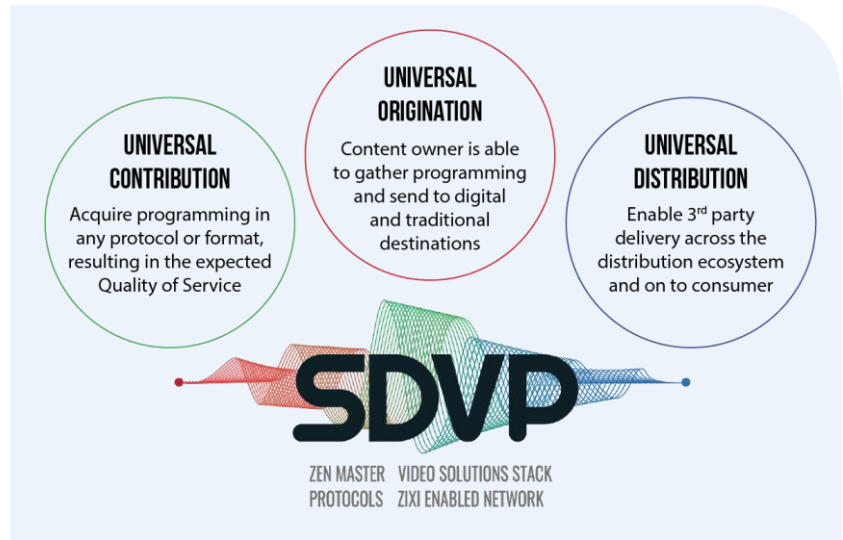 UNIVERSAL
CONTRIBUTION
Acquire programming in
any protocol or format,
resulting in the expected
Quality of Service
UNIVERSAL
ORIGINATION
Content owner is able
to gather programming
and send to digital
and traditional
destinations
UNIVERSAL
DISTRIBUTION
Enable 3rd party
delivery across the
distribution ecosystem
and on to consumer
SDVP
ZEN MASTER VIDEO SOLUTIONS STACK
PROTOCOLS ZIXI ENABLED NETWORK